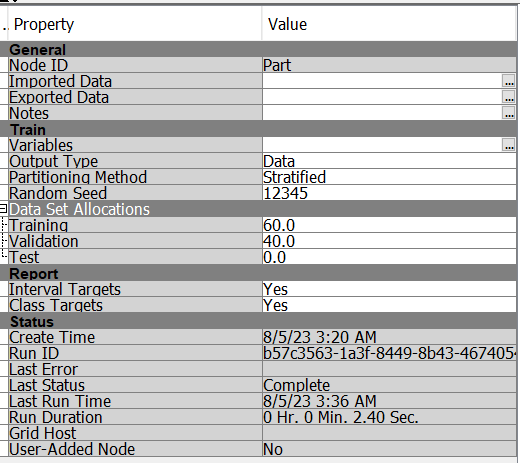 .. Property Value
General
Node ID Part
Imported Data ...
Exported Data ...
Notes ...
Train
Variables ...
Output Type Data
Partitioning Method Stratified
Random Seed 12345
Data Set Allocations
Training 60.0
Validation 40.0
Test 0.0
Report
Interval Targets Yes
Class Targets Yes
Status
Create Time 8/5/23 3:20 AM
Run ID b57c3563-1a3f-8449-8b43-4674054
Last Error
Last Status Complete
Last Run Time 8/5/23 3:36 AM
Run Duration 0 Hr. 0 Min. 2.40 Sec.
Grid Host
User-Added Node No